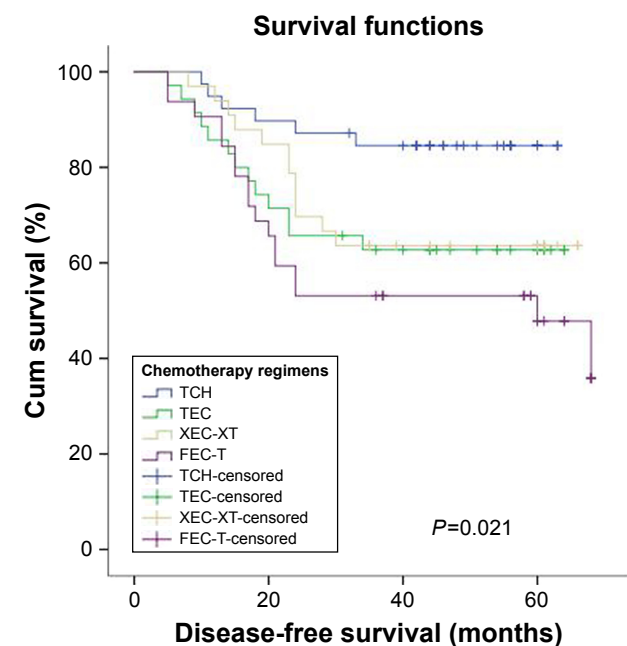 Survival functions
100
80
60
40
20
0
Cum survival (%)
Chemotherapy regimens
TCH
TEC
XEC-XT
FEC-T
TCH-censored
TEC-censored
XEC-XT-censored
FEC-T-censored
P=0.021
0 20 40 60
Disease-free survival (months)